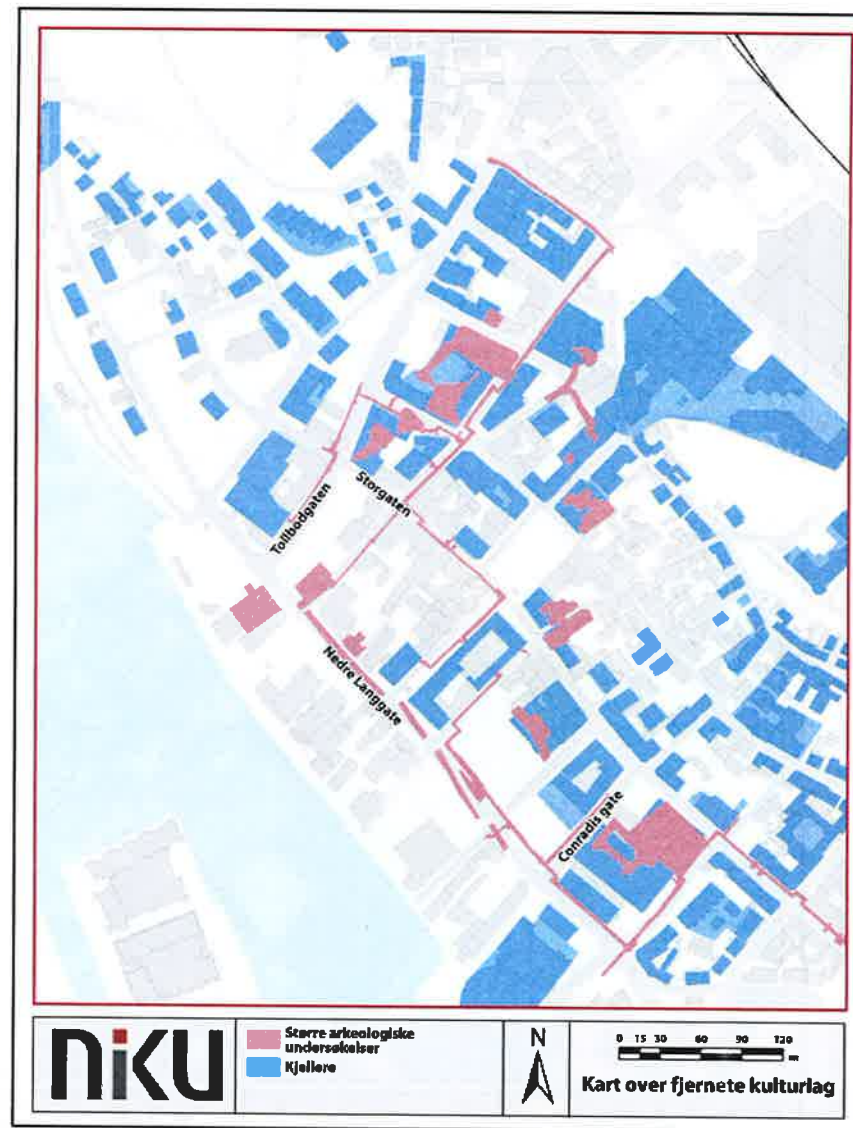 Tollbodgaten
Storgaten
Nedre Langgate
Conradis gate
niKU
Større arkeologiske
undersøkelser
Kjellere
N
0 15 30 60 90 120
m
Kart over fjernete kulturlag